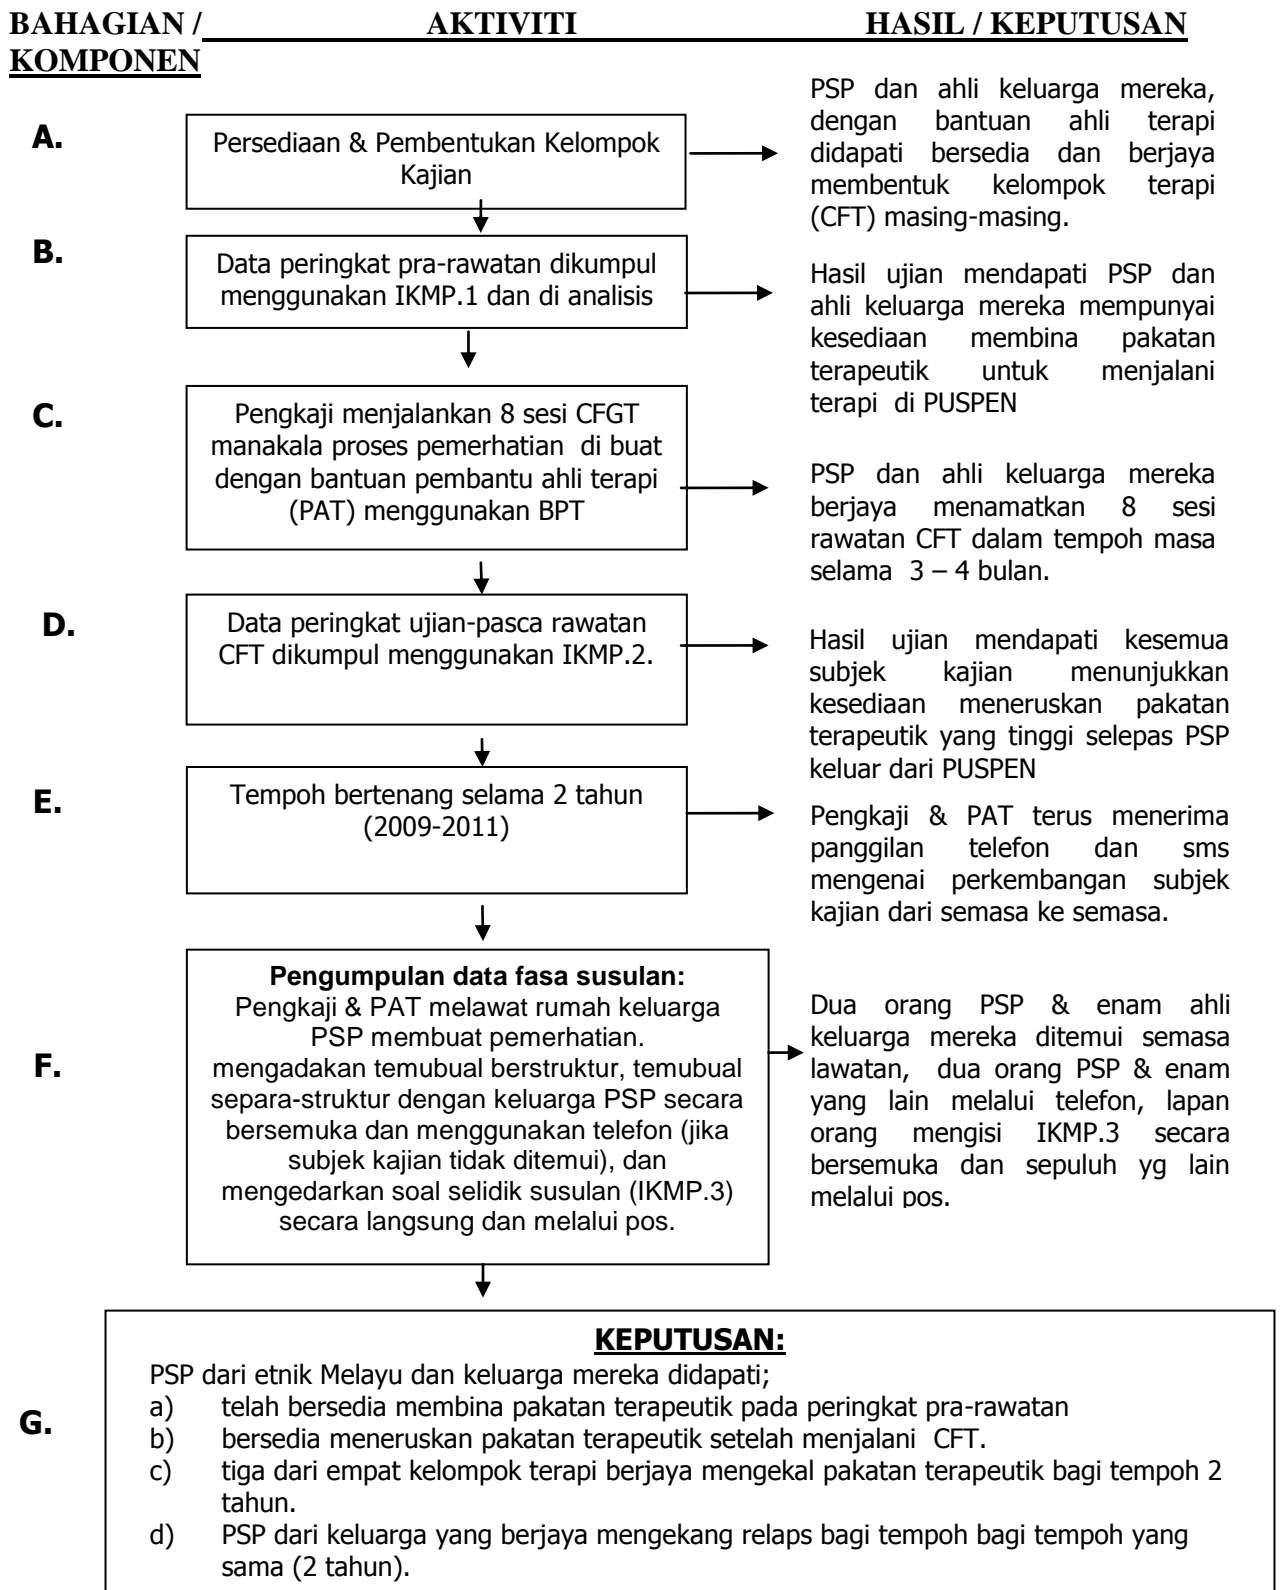 BAHAGIAN / AKTIVITI HASIL / KEPUTUSAN
KOMPONEN
A.
Persediaan & Pembentukan Kelompok
Kajian
PSP dan ahli keluarga mereka,
dengan bantuan ahli terapi
didapati bersedia dan berjaya
membentuk kelompok terapi
(CFT) masing-masing.
B.
Data peringkat pra-rawatan dikumpul
menggunakan IKMP.1 dan di analisis
Hasil ujian mendapati PSP dan
ahli keluarga mereka mempunyai
kesediaan membina pakatan
terapeutik untuk menjalani
terapi di PUSPEN
C.
Pengkaji menjalankan 8 sesi CFGT
manakala proses pemerhatian di buat
dengan bantuan pembantu ahli terapi
(PAT) menggunakan BPT
PSP dan ahli keluarga mereka
berjaya menamatkan 8 sesi
rawatan CFT dalam tempoh masa
selama 3 – 4 bulan.
D.
Data peringkat ujian-pasca rawatan
CFT dikumpul menggunakan IKMP.2.
Hasil ujian mendapati kesemua
subjek kajian menunjukkan
kesediaan meneruskan pakatan
terapeutik yang tinggi selepas PSP
keluar dari PUSPEN
E.
Tempoh bertenang selama 2 tahun
(2009-2011)
Pengkaji & PAT terus menerima
panggilan telefon dan sms
mengenai perkembangan subjek
kajian dari semasa ke semasa.
F.
Pengumpulan data fasa susulan:
Pengkaji & PAT melawat rumah keluarga
PSP membuat pemerhatian.
mengadakan temubual berstruktur, temubual
separa-struktur dengan keluarga PSP secara
bersemuka dan menggunakan telefon (jika
subjek kajian tidak ditemui), dan
mengedarkan soal selidik susulan (IKMP.3)
secara langsung dan melalui pos.
Dua orang PSP & enam ahli
keluarga mereka ditemui semasa
lawatan, dua orang PSP & enam
yang lain melalui telefon, lapan
orang mengisi IKMP.3 secara
bersemuka dan sepuluh yg lain
melalui pos.
G.
KEPUTUSAN:
PSP dari etnik Melayu dan keluarga mereka didapati;
a) telah bersedia membina pakatan terapeutik pada peringkat pra-rawatan
b) bersedia meneruskan pakatan terapeutik setelah menjalani CFT.
c) tiga dari empat kelompok terapi berjaya mengekal pakatan terapeutik bagi tempoh 2
tahun.
d) PSP dari keluarga yang berjaya mengekang relaps bagi tempoh bagi tempoh yang
sama (2 tahun).